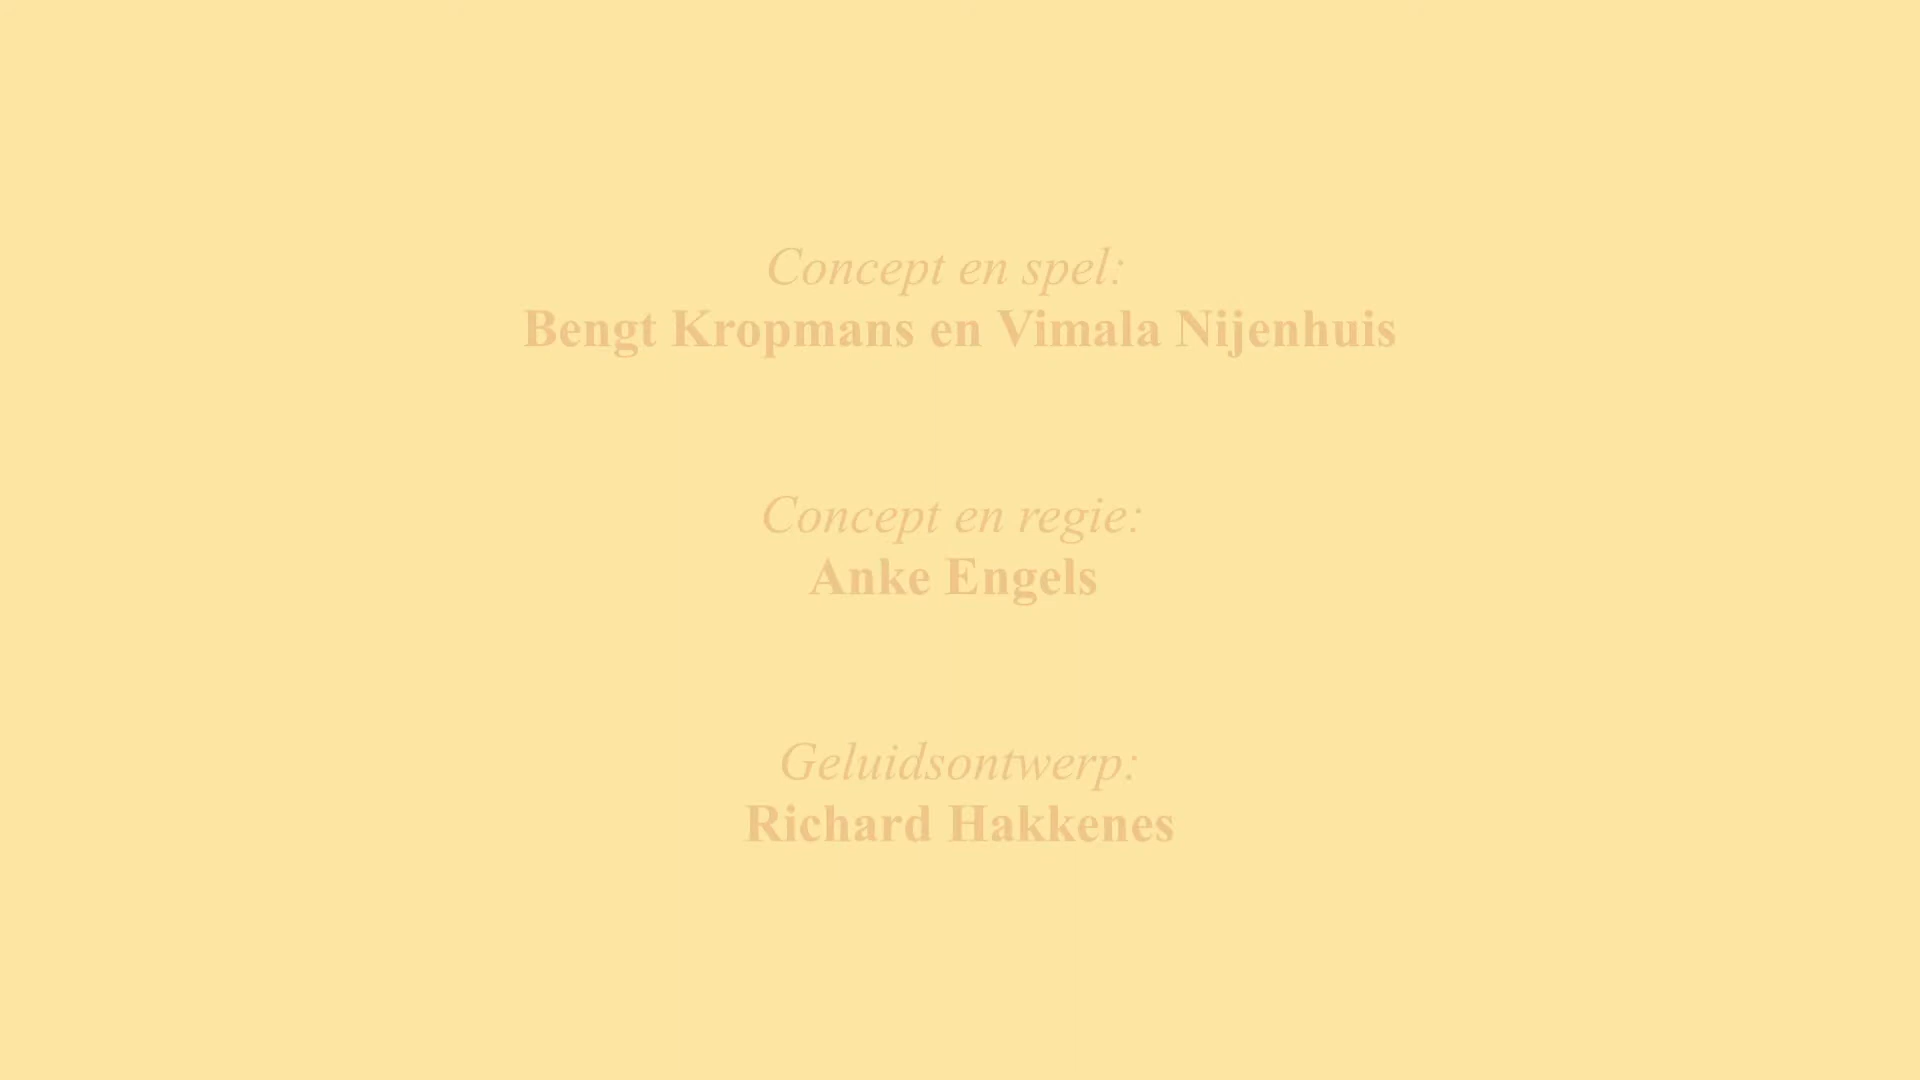 Concept en spel:
Bengt Kropmans en Vimala Nijenhuis
Concept en regie:
Anke Engels
Geluidsontwerp:
Richard Hakkenes